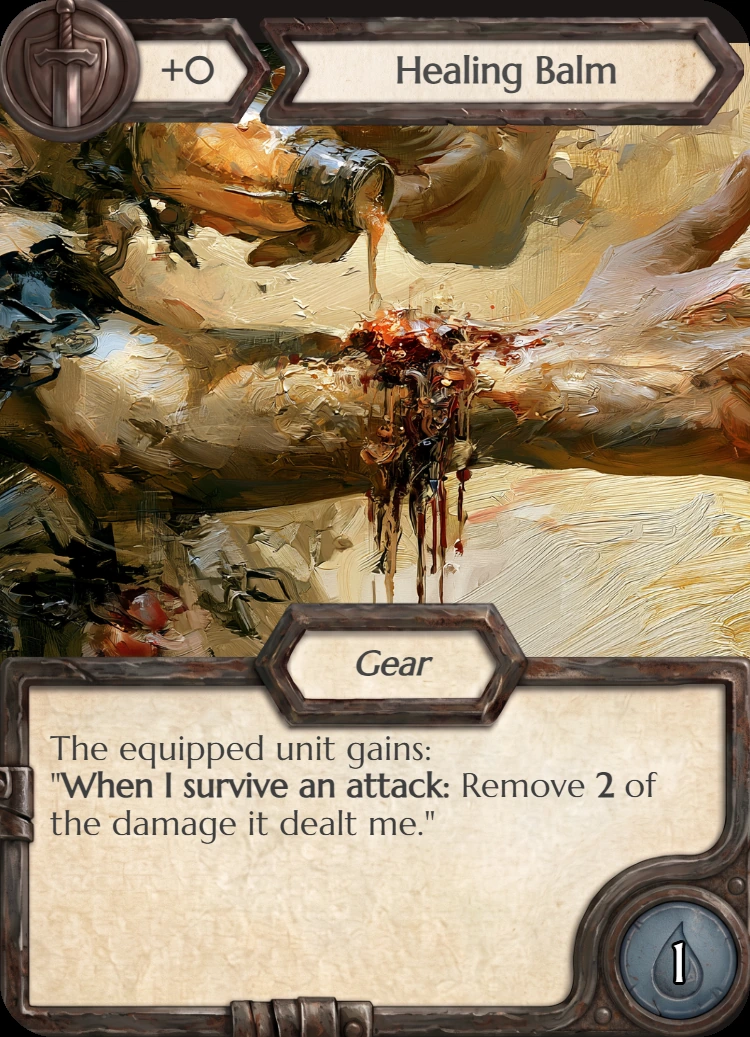 +0
Healing Balm
Gear
The equipped unit gains:
"When I survive an attack: Remove 2 of
the damage it dealt me."
1